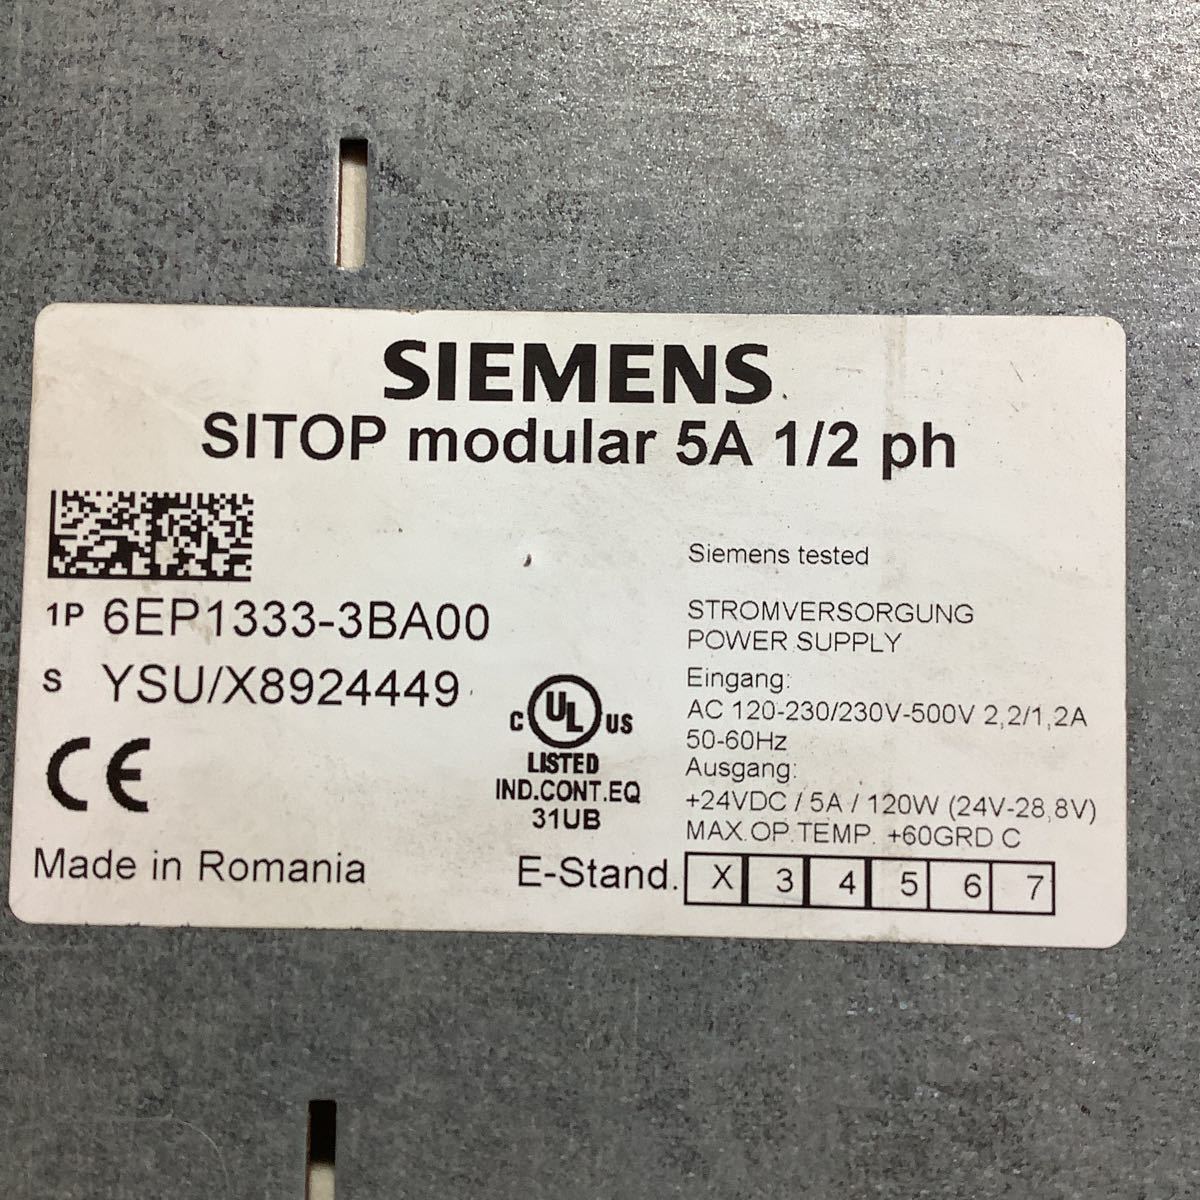 SIEMENS
SITOP modular 5A 1/2 ph
1P 6EP1333-3BA00
S YSU/X8924449
C UL US
LISTED
IND.CONT.EQ
31UB
CE
Made in Romania
Siemens tested
STROMVERSORGUNG
POWER SUPPLY
Eingang:
AC 120-230/230V-500V 2,2/1,2A
50-60Hz
Ausgang:
+24VDC / 5A / 120W (24V-28,8V)
MAX.OP.TEMP. +60GRD C
E-Stand. X 3 4 5 6 7